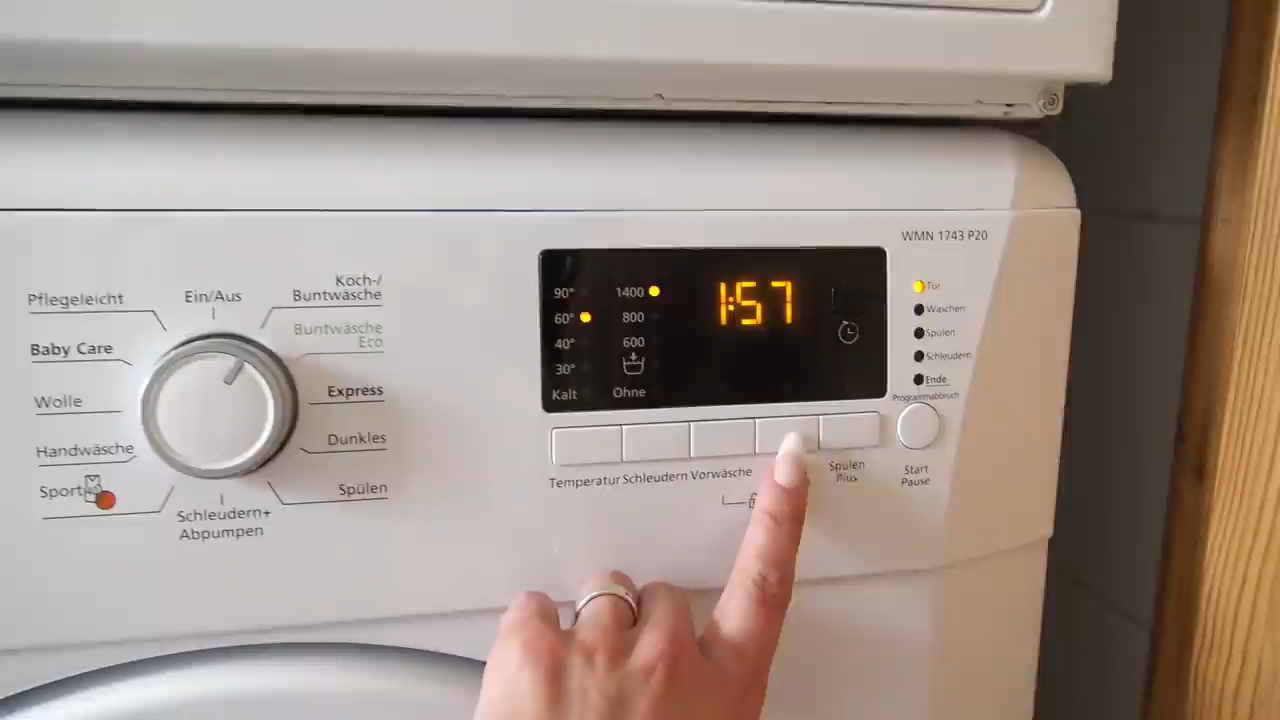 WMN 1743 P20
Pflegeleicht
Baby Care
Wolle
Handwäsche
Sport
Ein/Aus
Schleudern+
Abpumpen
Koch-/
Buntwäsche
Buntwäsche
Eco
Express
Dunkles
Spülen
90°
60°
40°
30°
Kalt
1400
800
600
Ohne
1:57
Temperatur Schleudern Vorwäsche
Spülen
Plus
Tür
Waschen
Spülen
Schleudern
Ende
Programmabbruch
Start
Pause